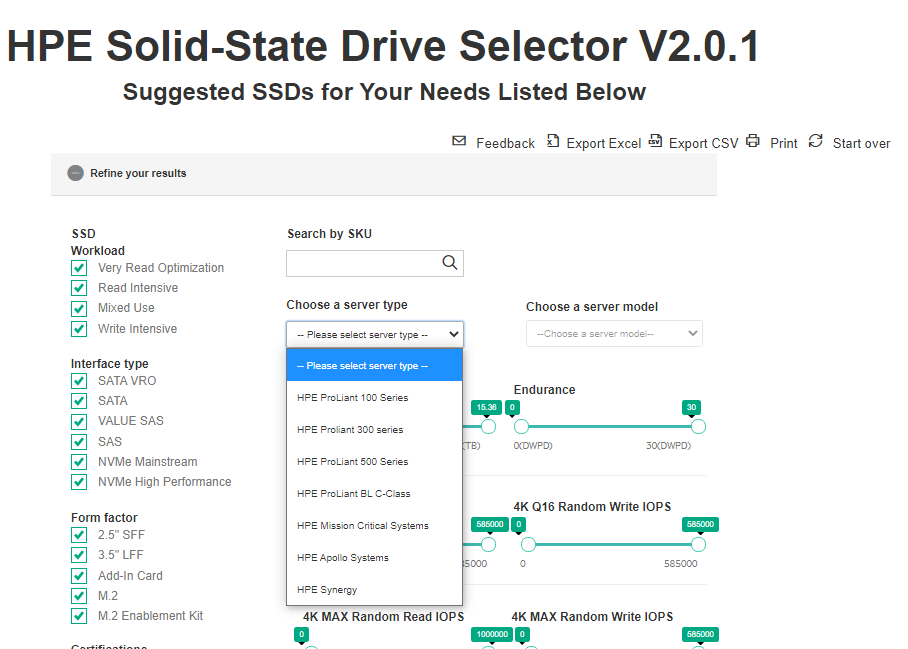 HPE Solid-State Drive Selector V2.0.1
Suggested SSDs for Your Needs Listed Below
Feedback Export Excel CSV Export CSV Print Start over
Refine your results
SSD
Workload
Very Read Optimization
Read Intensive
Mixed Use
Write Intensive
Interface type
SATA VRO
SATA
VALUE SAS
SAS
NVMe Mainstream
NVMe High Performance
Form factor
2.5" SFF
3.5" LFF
Add-In Card
M.2
M.2 Enablement Kit
Certifications
Search by SKU
Choose a server type
-- Please select server type --
-- Please select server type --
HPE ProLiant 100 Series
HPE Proliant 300 series
HPE ProLiant 500 Series
HPE ProLiant BL C-Class
HPE Mission Critical Systems
HPE Apollo Systems
HPE Synergy
Choose a server model
--Choose a server model--
Endurance
15.36 0 30
(TB) 0(DWPD) 30(DWPD)
4K Q16 Random Write IOPS
585000 0 585000
0 585000
4K MAX Random Read IOPS 4K MAX Random Write IOPS
0 1000000 0 585000